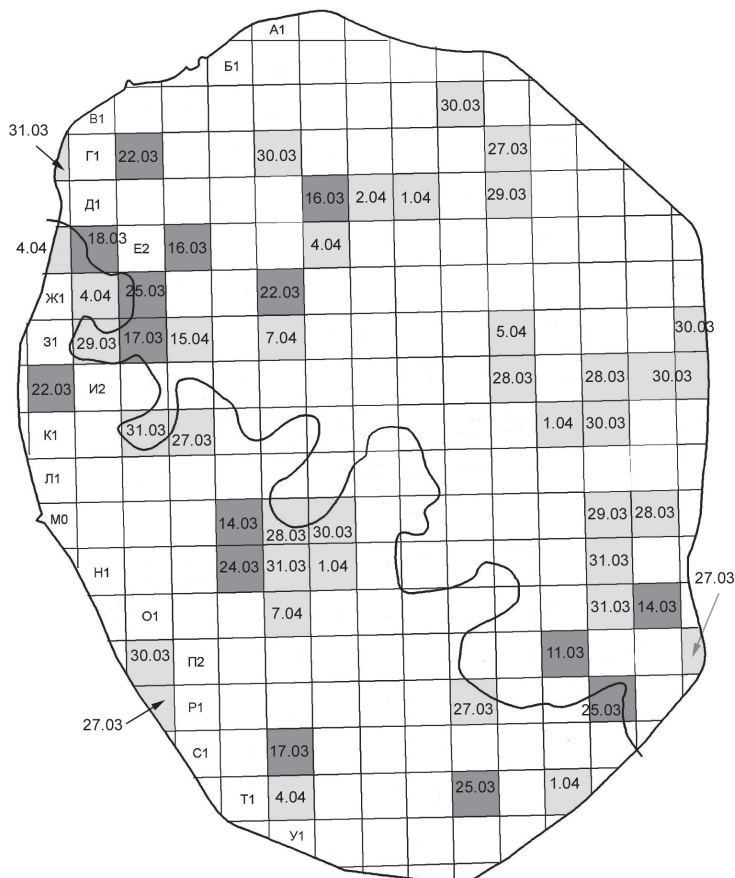 А1
Б1
В1 30.03
31.03
Г1 22.03 30.03 27.03
Д1 16.03 2.04 1.04 29.03
4.04 18.03 Е2 16.03 4.04
Ж1 4.04 25.03 22.03
З1 29.03 17.03 15.04 7.04 5.04 30.03
22.03 И2 28.03 28.03 30.03
К1 31.03 27.03 1.04 30.03
Л1
М0 14.03 28.03 30.03 29.03 28.03
Н1 24.03 31.03 1.04 31.03
27.03
О1 7.04 31.03 14.03
30.03 П2 11.03
Р1 27.03 25.03
27.03
С1 17.03
Т1 4.04 25.03 1.04
У1